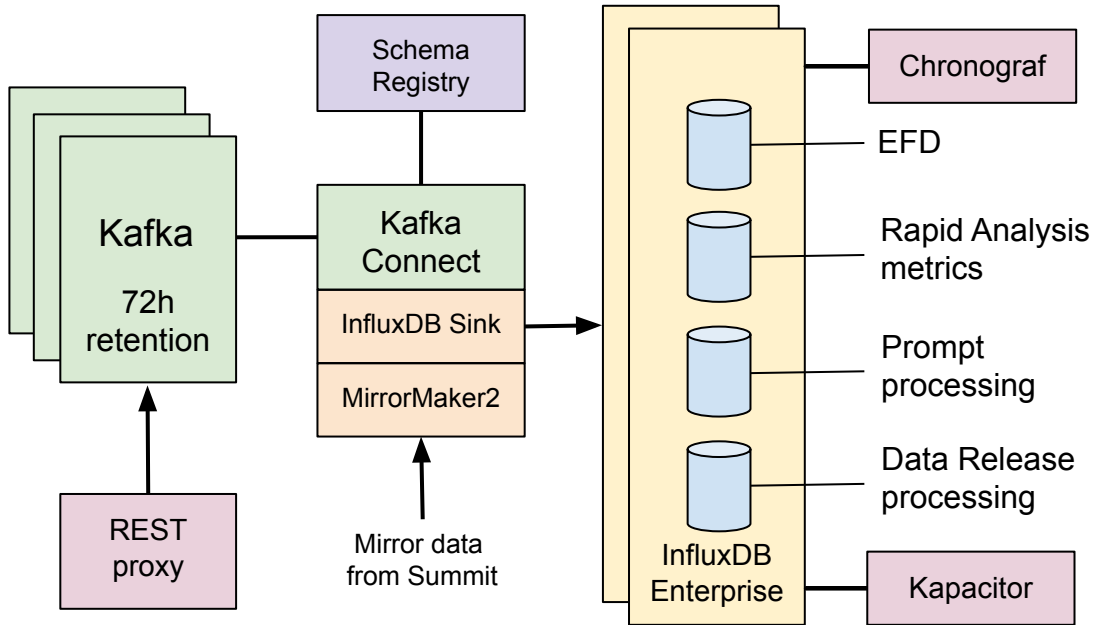 Schema
Registry
Chronograf
Kafka
72h
retention
Kafka
Connect
InfluxDB Sink
MirrorMaker2
REST
proxy
Mirror data
from Summit
EFD
Rapid Analysis
metrics
Prompt
processing
Data Release
processing
InfluxDB
Enterprise
Kapacitor